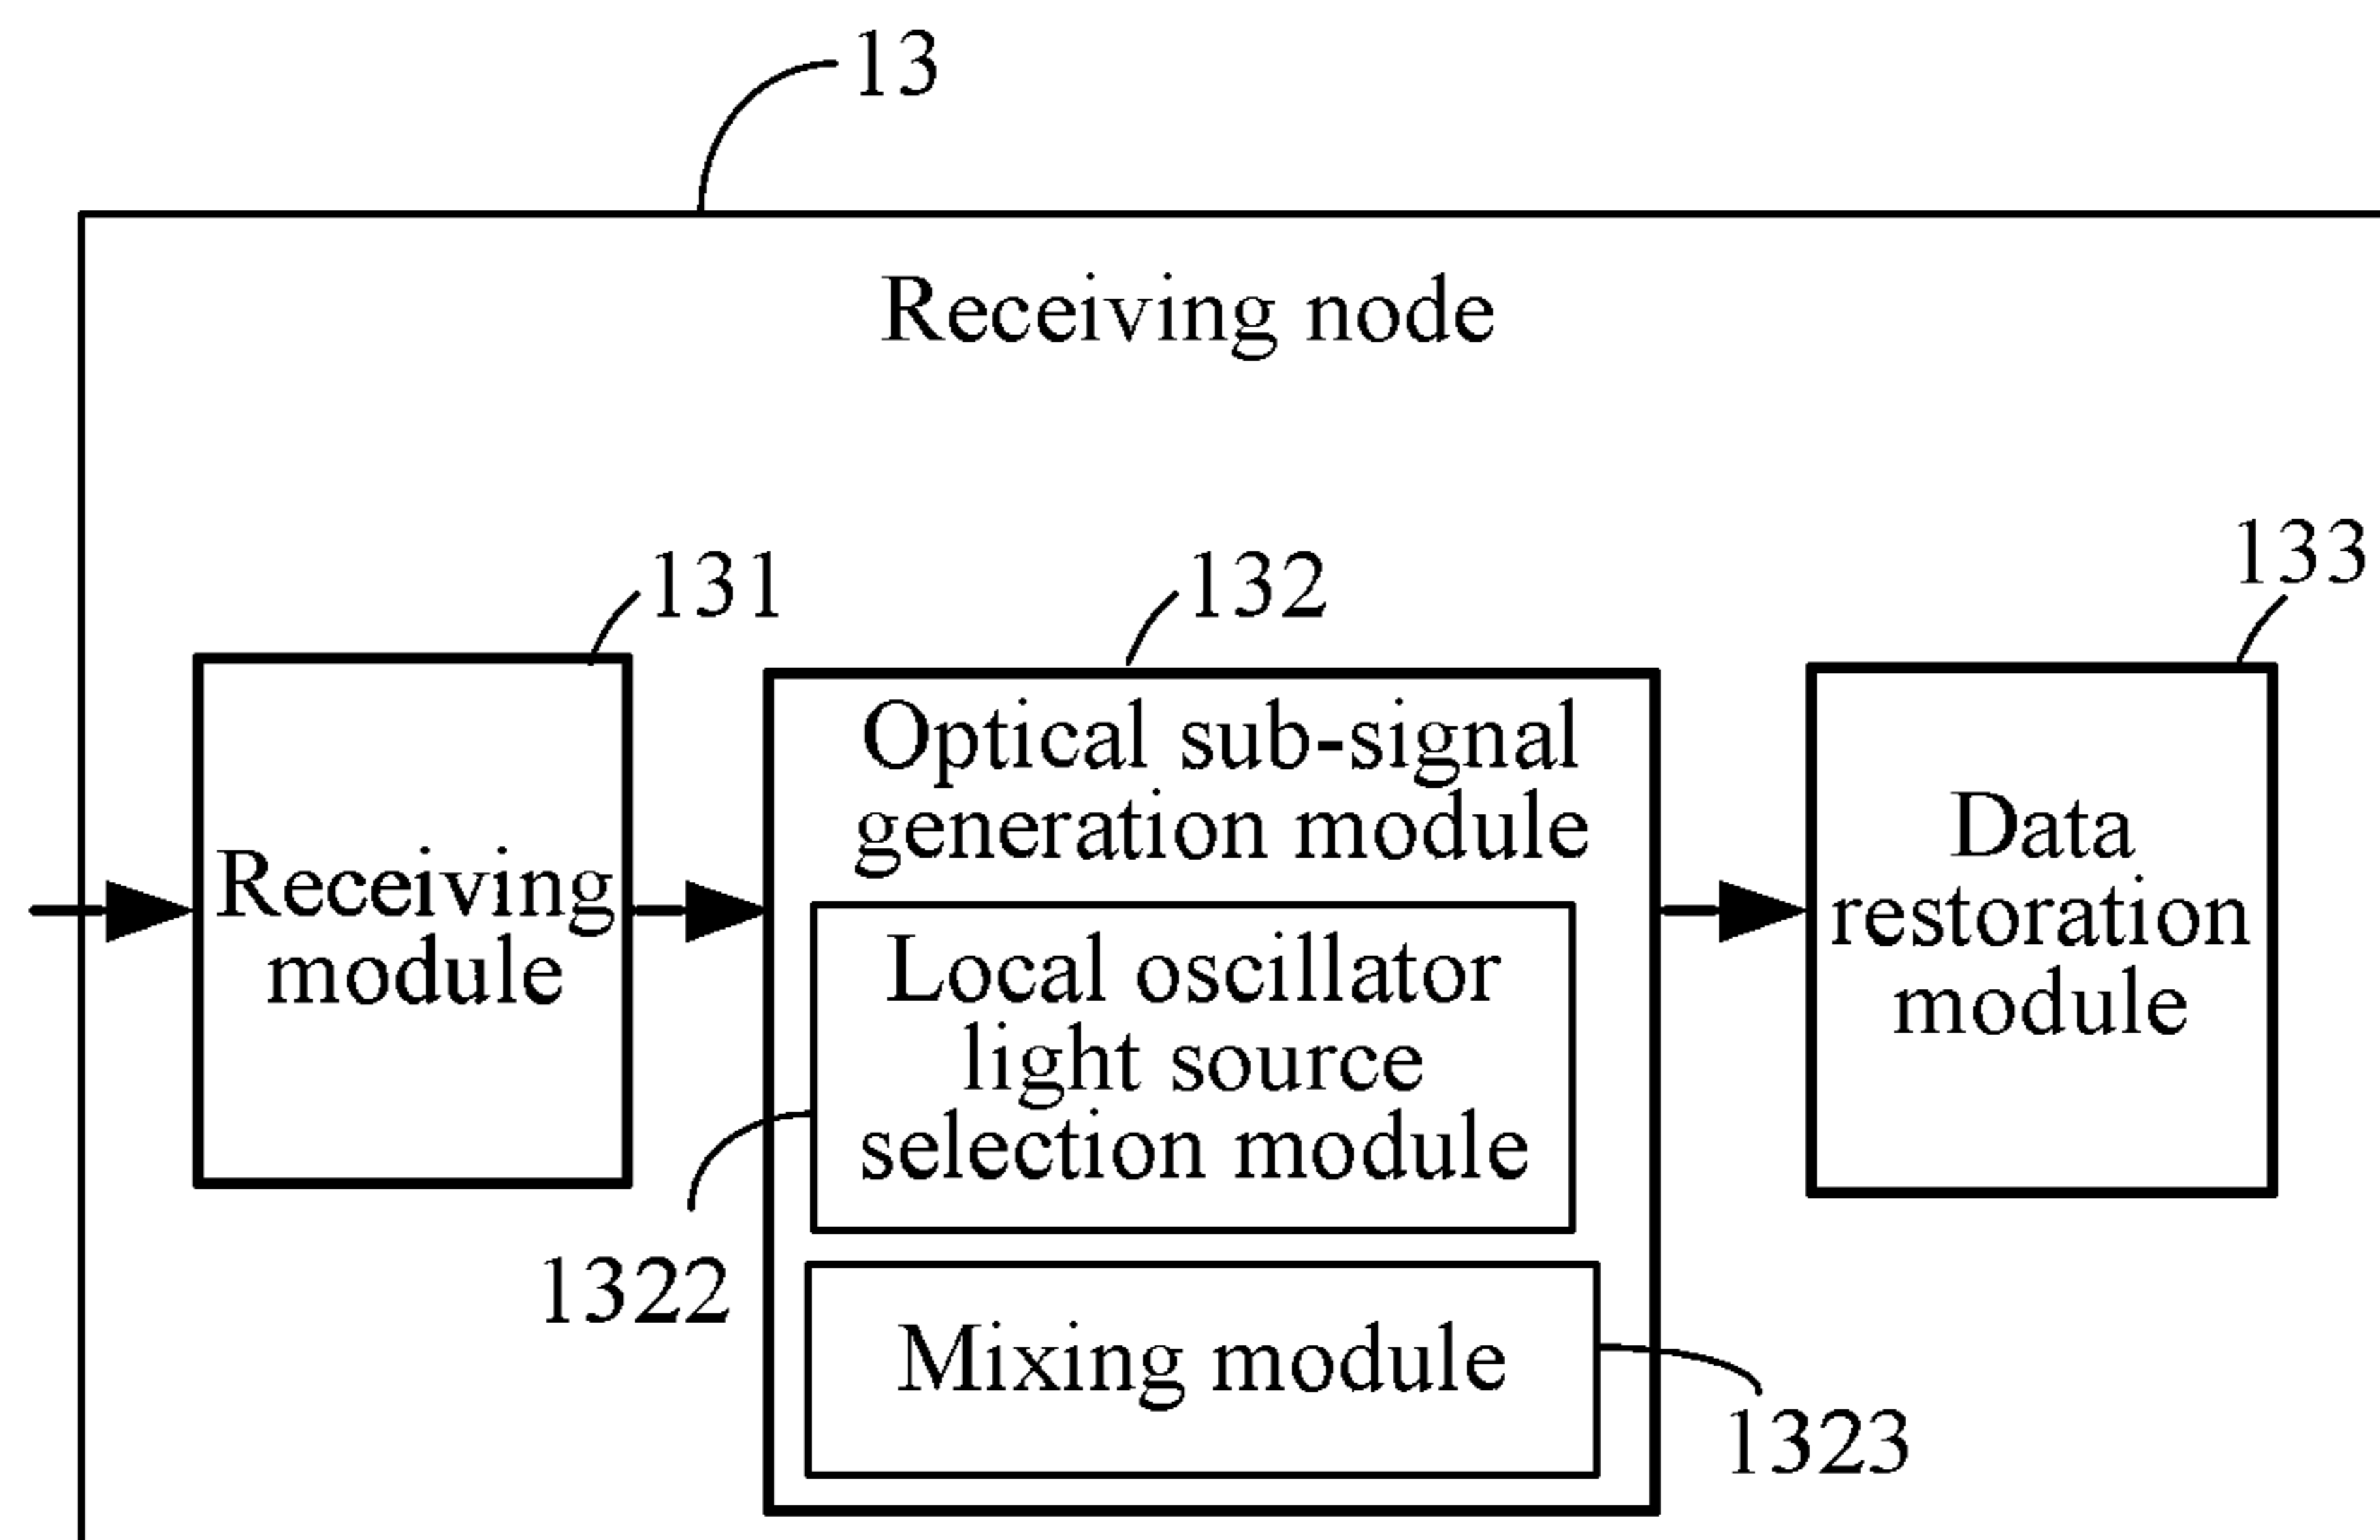 13
Receiving node
131
132
133
Receiving
module
Optical sub-signal
generation module
Local oscillator
light source
selection module
1322
Mixing module
1323
Data
restoration
module